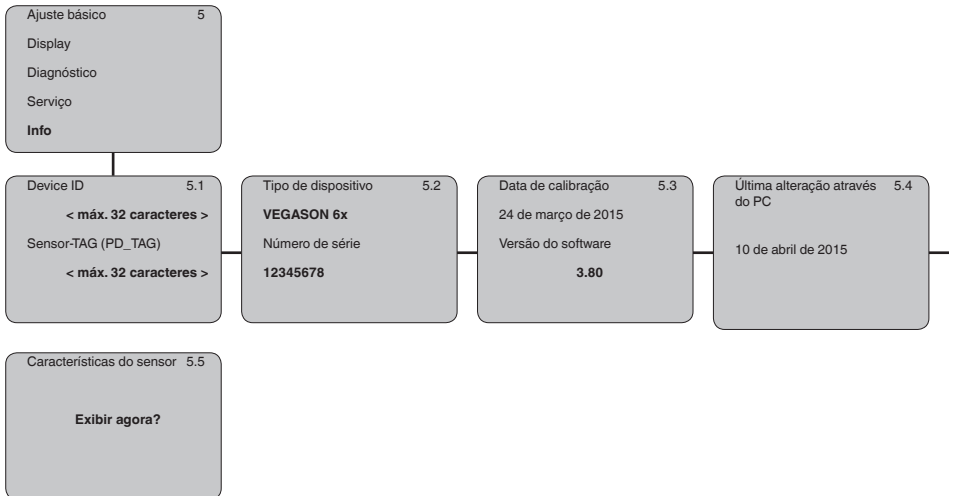 Ajuste básico 5
Display
Diagnóstico
Serviço
Info
Device ID 5.1
< máx. 32 caracteres >
Sensor-TAG (PD_TAG)
< máx. 32 caracteres >
Tipo de dispositivo 5.2
VEGASON 6x
Número de série
12345678
Data de calibração 5.3
24 de março de 2015
Versão do software
3.80
Última alteração através 5.4
do PC
10 de abril de 2015
Características do sensor 5.5
Exibir agora?